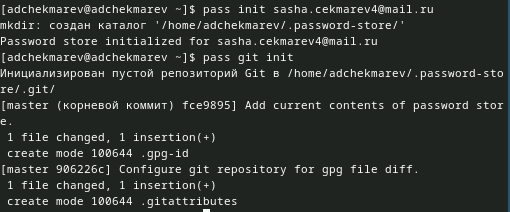 [adchekmarev@adchekmarev ~]$ pass init sasha.cekmarev4@mail.ru
mkdir: создан каталог '/home/adchekmarev/.password-store/'
Password store initialized for sasha.cekmarev4@mail.ru
[adchekmarev@adchekmarev ~]$ pass git init
Инициализирован пустой репозиторий Git в /home/adchekmarev/.password-sto
re/.git/
[master (корневой коммит) fce9895] Add current contents of password stor
e.
 1 file changed, 1 insertion(+)
 create mode 100644 .gpg-id
[master 906226c] Configure git repository for gpg file diff.
 1 file changed, 1 insertion(+)
 create mode 100644 .gitattributes